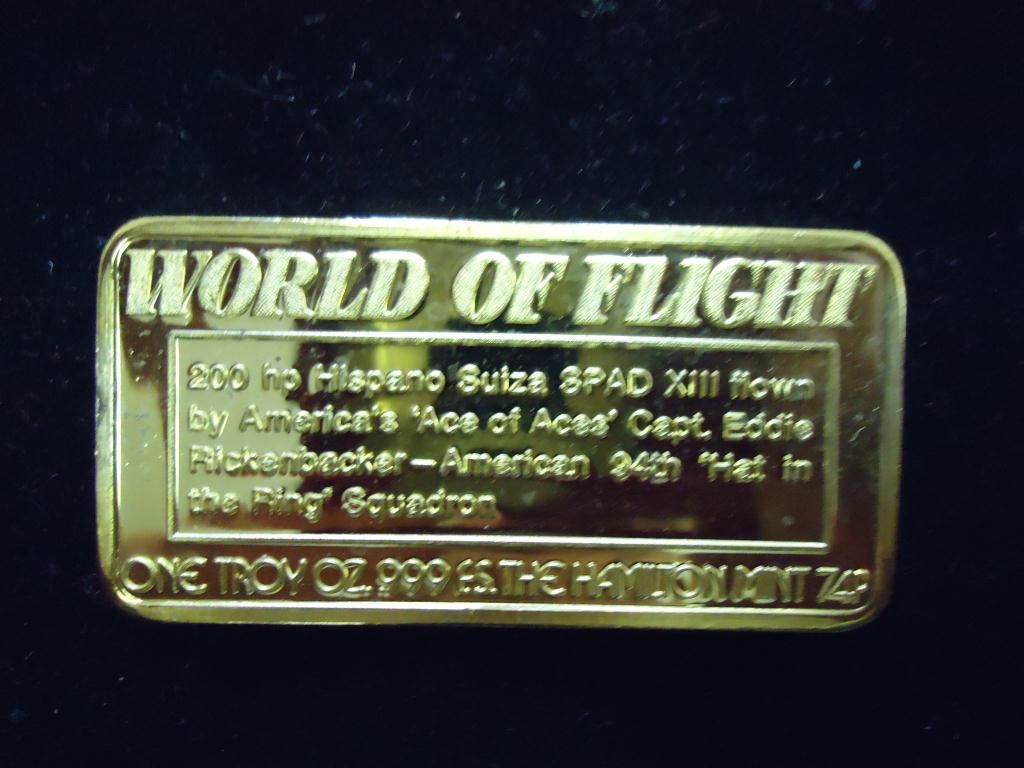 WORLD OF FLIGHT
200 hp Hispano Suiza SPAD XIII flown
by America's 'Ace of Aces' Capt. Eddie
Rickenbacker—American 94th 'Hat in
the Ring' Squadron
ONE TROY OZ. 999 F.S. THE HAMILTON MINT 74P